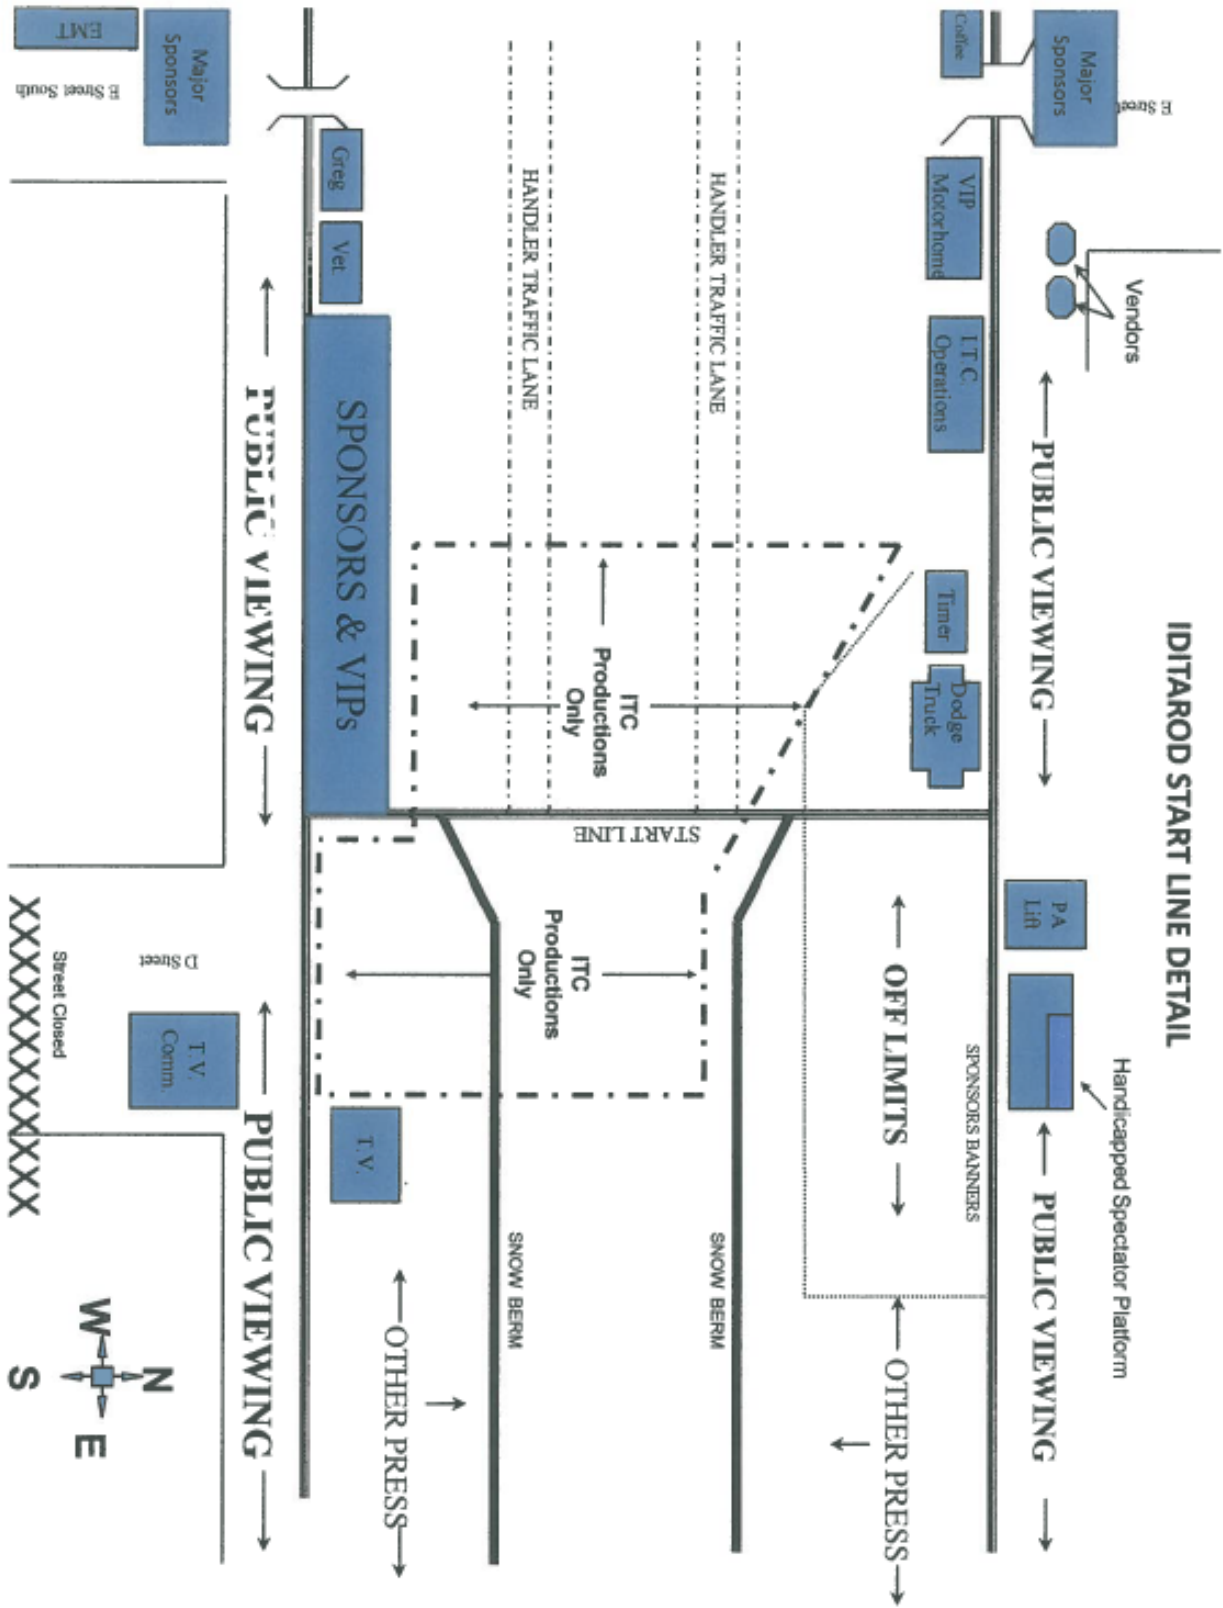 IDITAROD START LINE DETAIL
E Street
Major
Sponsors
Coffee
Vendors
VIP
Motorhome
I.T.C.
Operations
PUBLIC VIEWING
Timer
Dodge
Truck
PA
Lift
Handicapped Spectator Platform
PUBLIC VIEWING
SPONSORS BANNERS
OFF LIMITS
OTHER PRESS
HANDLER TRAFFIC LANE
HANDLER TRAFFIC LANE
ITC
Productions
Only
START LINE
ITC
Productions
Only
SNOW BERM
SNOW BERM
OTHER PRESS
Greg
Vet
SPONSORS & VIPs
T.V.
PUBLIC VIEWING
PUBLIC VIEWING
Major
Sponsors
EMT
E Street South
D Street
T.V.
Comm.
Street Closed
XXXXXXXXXXXX
N
W
E
S